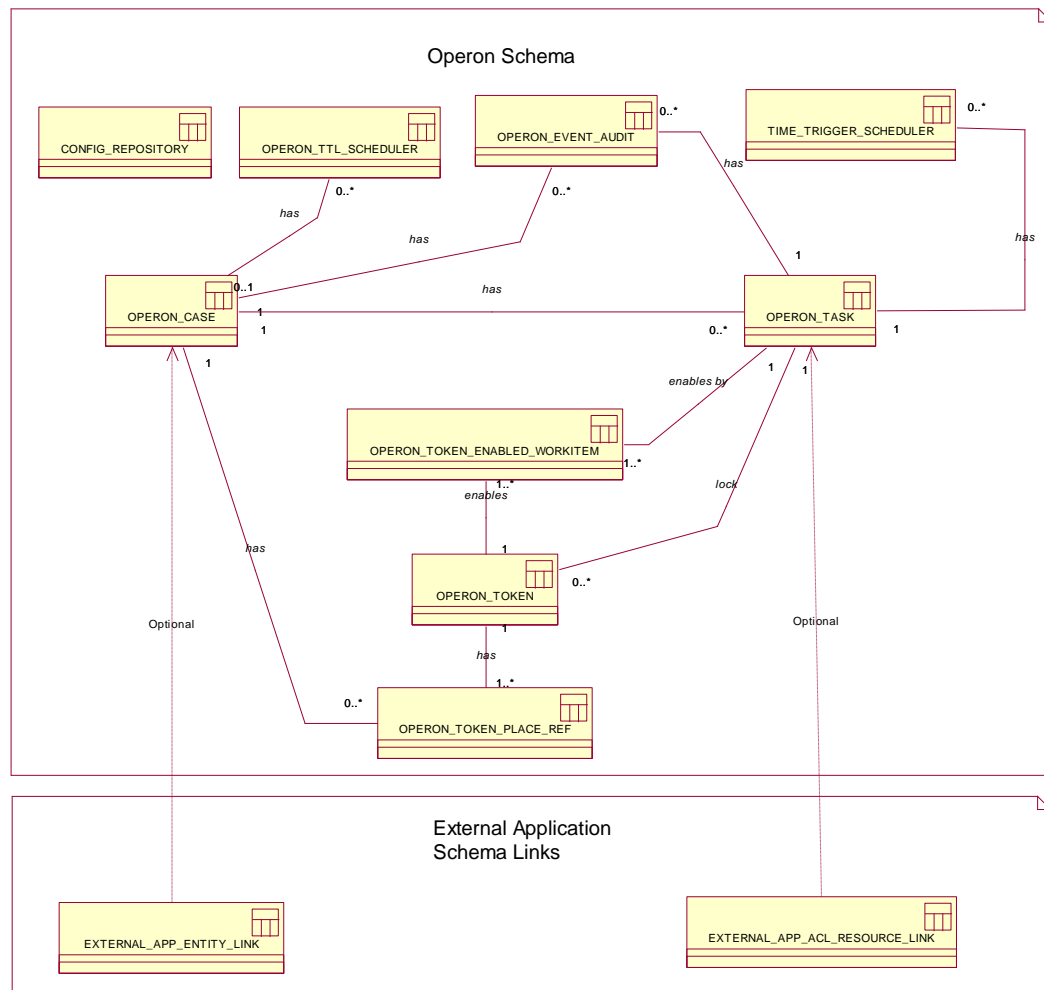 Operon Schema
CONFIG_REPOSITORY
OPERON_TTL_SCHEDULER
OPERON_EVENT_AUDIT
TIME_TRIGGER_SCHEDULER
0..*
0..*
has
0..*
0..*
has
has
has
1
0..1
has
1
1
OPERON_CASE
OPERON_TASK
0..*
1
1
1
1
enables by
OPERON_TOKEN_ENABLED_WORKITEM
1..*
1..*
enables
lock
has
1
0..*
OPERON_TOKEN
1
Optional
Optional
has
1..*
0..*
OPERON_TOKEN_PLACE_REF
External Application
Schema Links
EXTERNAL_APP_ENTITY_LINK
EXTERNAL_APP_ACL_RESOURCE_LINK